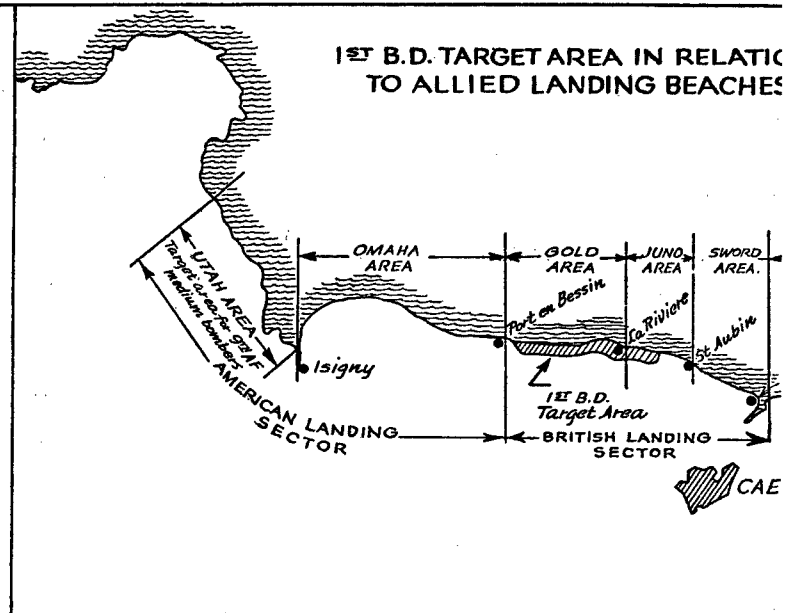 1ST B.D. TARGET AREA IN RELATIO
TO ALLIED LANDING BEACHES
OMAHA
AREA
GOLD
AREA
JUNO
AREA
SWORD
AREA.
UTAH AREA
Target area for 9TH AF
medium bombers
Port en Bessin
La Riviere
St Aubin
Isigny
1ST B.D.
Target Area
AMERICAN LANDING
SECTOR
BRITISH LANDING
SECTOR
CAE